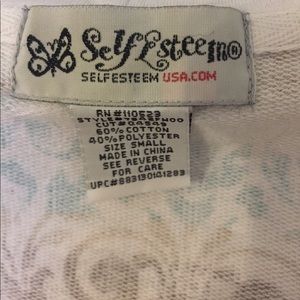 Self Esteem®
SELFESTEEM USA.COM
RN#110553
60% COTTON
40% POLYESTER
SIZE SMALL
MADE IN CHINA
SEE REVERSE
FOR CARE